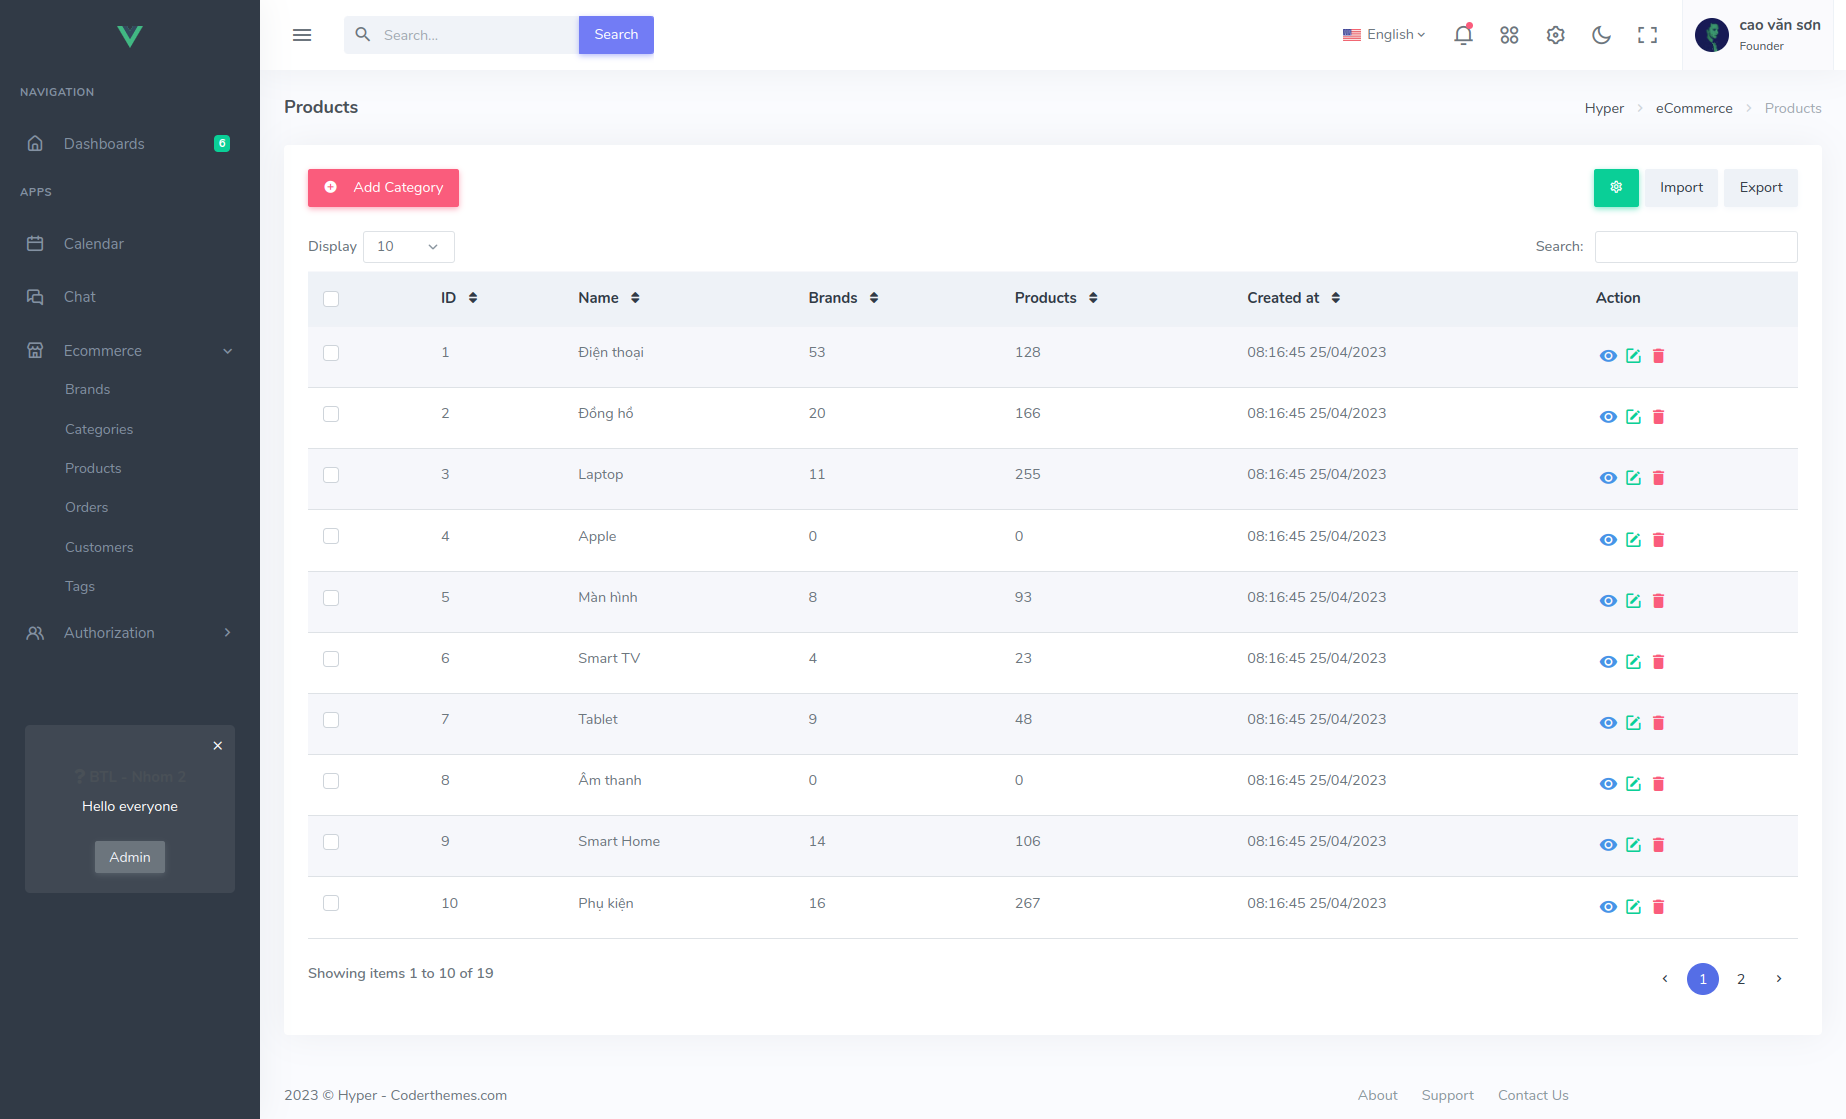 NAVIGATION
Dashboards 6
APPS
Calendar
Chat
Ecommerce
Brands
Categories
Products
Orders
Customers
Tags
Authorization
? BTL - Nhóm 2
Hello everyone
Admin
Search...
Search
English
cao văn sơn
Founder
Products
Hyper eCommerce Products
Add Category
Import Export
Display 10
Search:
ID Name Brands Products Created at Action
1 Điện thoại 53 128 08:16:45 25/04/2023
2 Đồng hồ 20 166 08:16:45 25/04/2023
3 Laptop 11 255 08:16:45 25/04/2023
4 Apple 0 0 08:16:45 25/04/2023
5 Màn hình 8 93 08:16:45 25/04/2023
6 Smart TV 4 23 08:16:45 25/04/2023
7 Tablet 9 48 08:16:45 25/04/2023
8 Âm thanh 0 0 08:16:45 25/04/2023
9 Smart Home 14 106 08:16:45 25/04/2023
10 Phụ kiện 16 267 08:16:45 25/04/2023
Showing items 1 to 10 of 19
1 2
2023 © Hyper - Coderthemes.com
About Support Contact Us